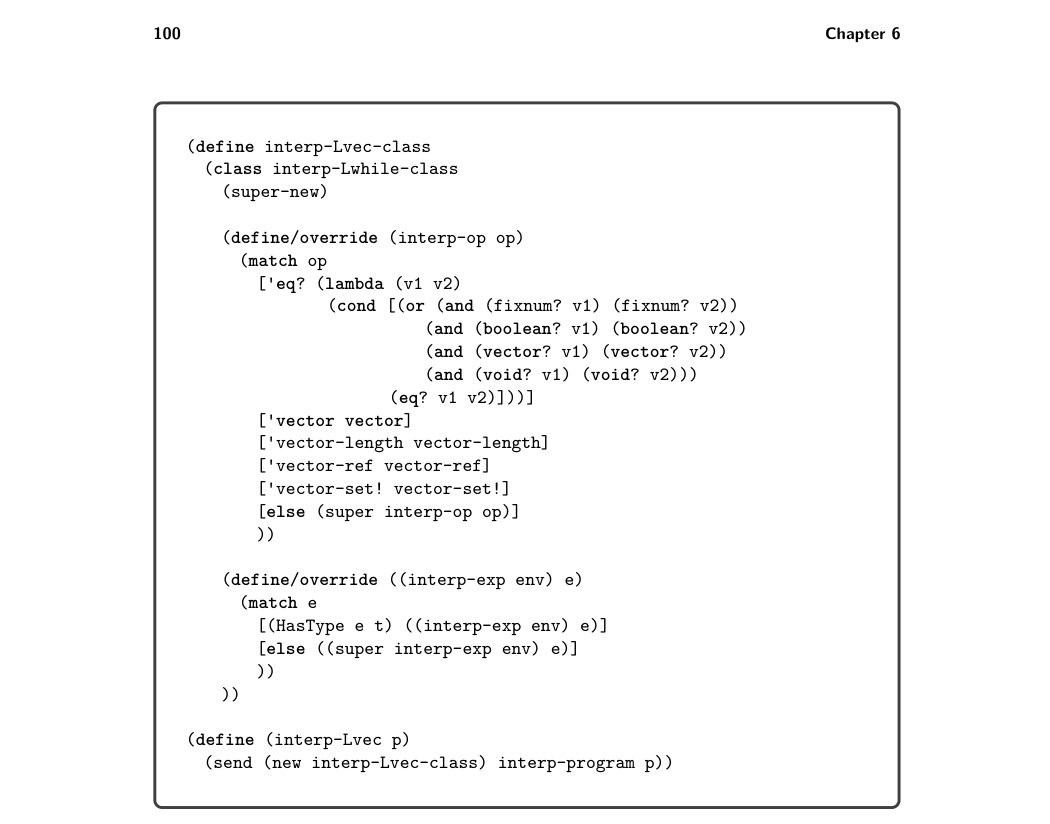 100 Chapter 6
(define interp-Lvec-class
  (class interp-Lwhile-class
    (super-new)

    (define/override (interp-op op)
      (match op
        ['eq? (lambda (v1 v2)
                (cond [(or (and (fixnum? v1) (fixnum? v2))
                           (and (boolean? v1) (boolean? v2))
                           (and (vector? v1) (vector? v2))
                           (and (void? v1) (void? v2)))
                       (eq? v1 v2)]))]
        ['vector vector]
        ['vector-length vector-length]
        ['vector-ref vector-ref]
        ['vector-set! vector-set!]
        [else (super interp-op op)]
        ))

    (define/override ((interp-exp env) e)
      (match e
        [(HasType e t) ((interp-exp env) e)]
        [else ((super interp-exp env) e)]
        ))
    ))

(define (interp-Lvec p)
  (send (new interp-Lvec-class) interp-program p))